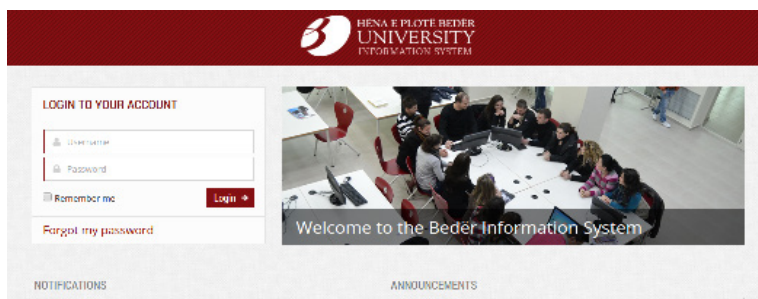 HËNA E PLOTË BEDËR
UNIVERSITY
INFORMATION SYSTEM
LOGIN TO YOUR ACCOUNT
Username
Password
Remember me
Login
Forgot my password
Welcome to the Bedër Information System
NOTIFICATIONS
ANNOUNCEMENTS